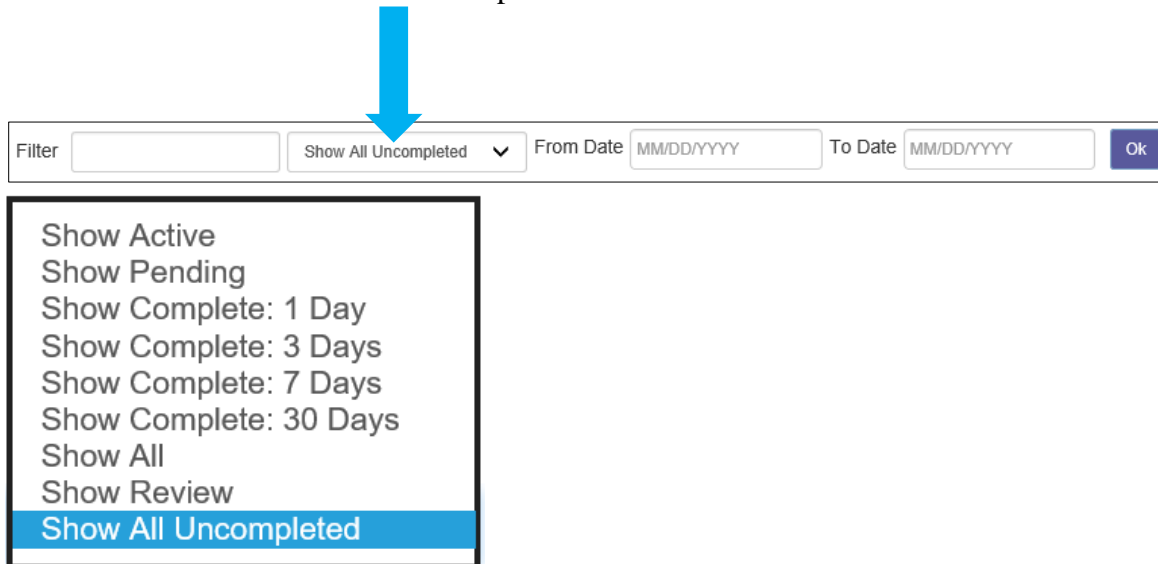 Filter Show All Uncompleted From Date MM/DD/YYYY To Date MM/DD/YYYY Ok
Show Active
Show Pending
Show Complete: 1 Day
Show Complete: 3 Days
Show Complete: 7 Days
Show Complete: 30 Days
Show All
Show Review
Show All Uncompleted